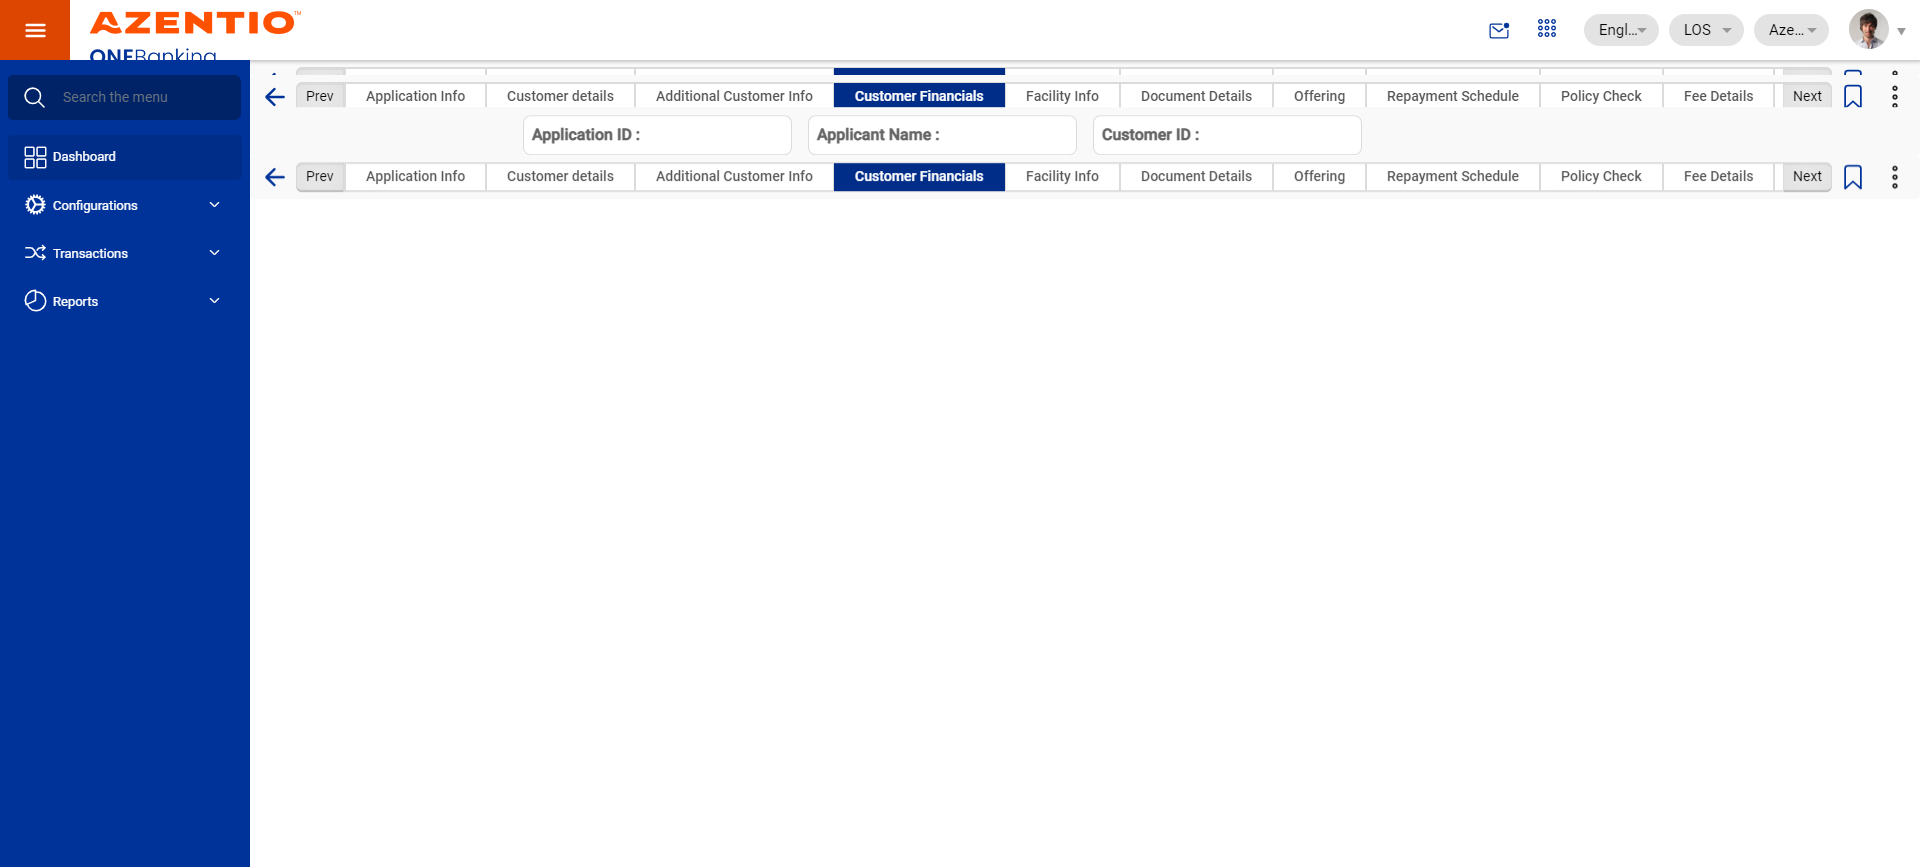 AZENTIO™
ONEBanking
Engl...
LOS
Aze...
Search the menu
Dashboard
Configurations
Transactions
Reports
Prev Application Info Customer details Additional Customer Info Customer Financials Facility Info Document Details Offering Repayment Schedule Policy Check Fee Details Next
Application ID : Applicant Name : Customer ID :
Prev Application Info Customer details Additional Customer Info Customer Financials Facility Info Document Details Offering Repayment Schedule Policy Check Fee Details Next